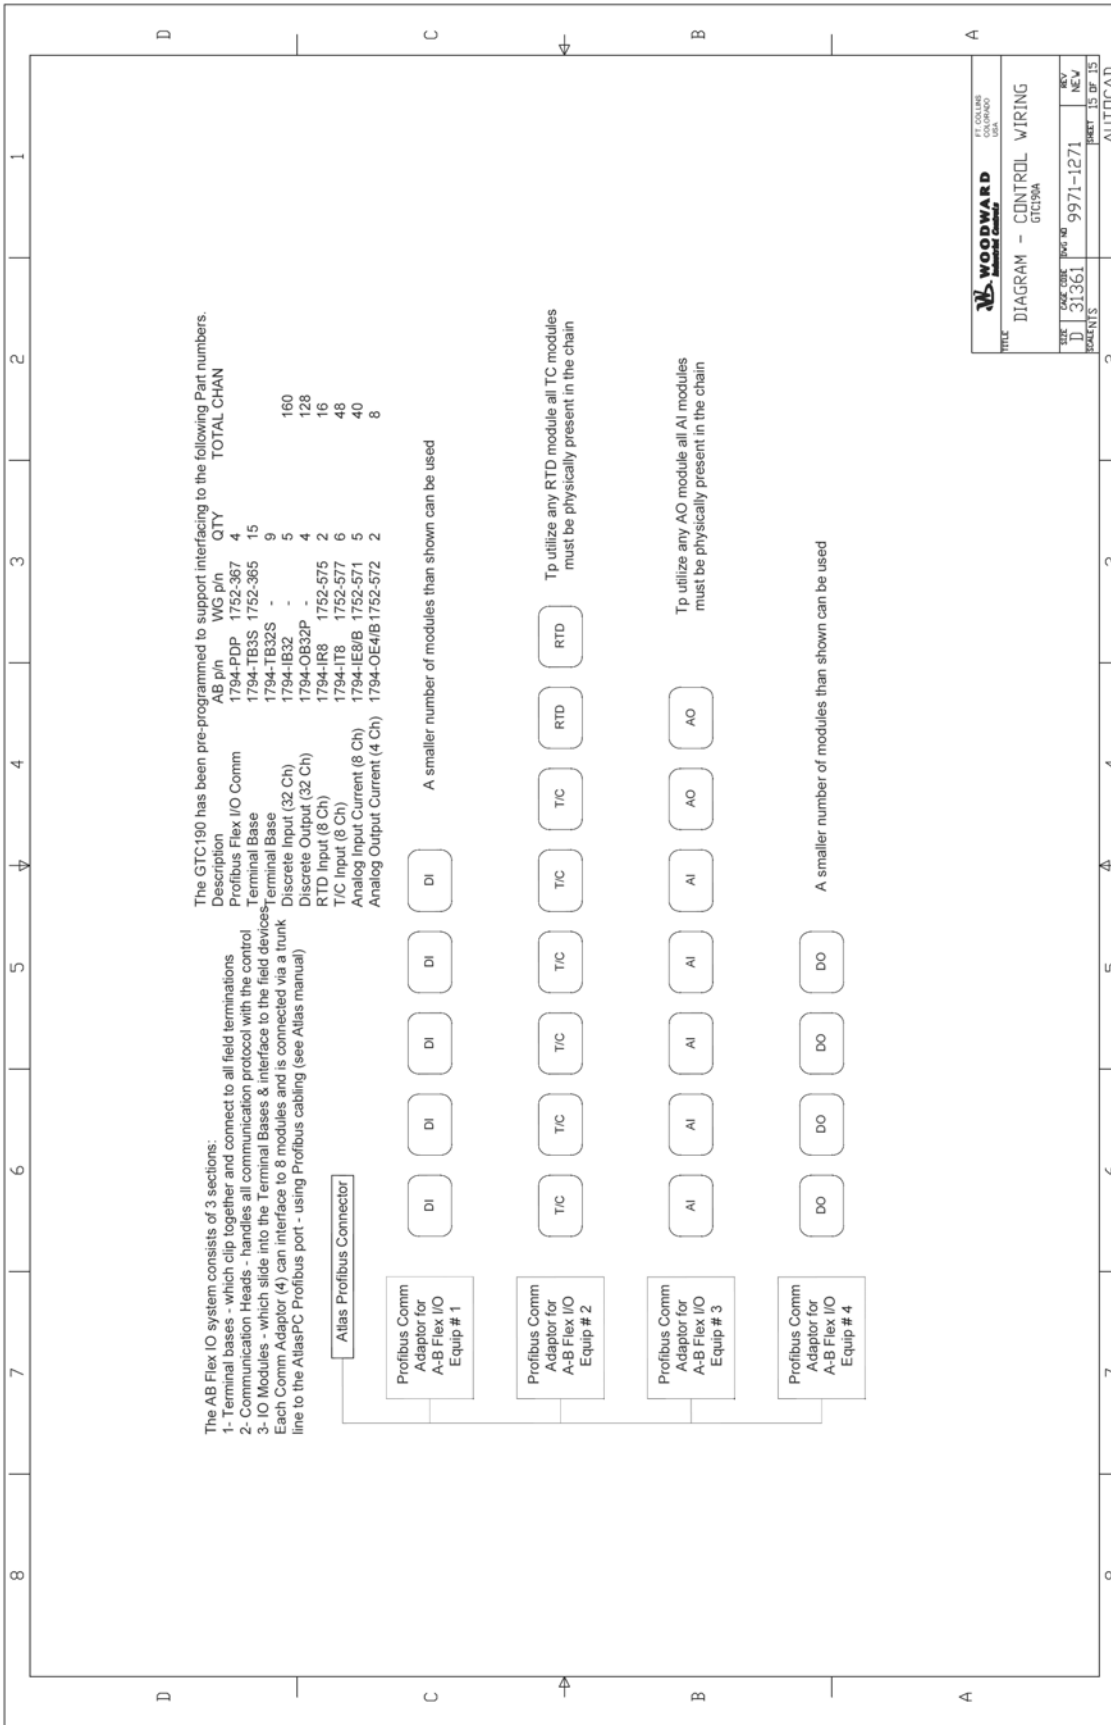 8 7 6 5 4 3 2 1
D
C
B
A
The AB Flex IO system consists of 3 sections:
1- Terminal bases - which clip together and connect to all field terminations
2- Communication Heads - handles all communication protocol with the control
3- IO Modules - which slide into the Terminal Bases & interface to the field devices
Each Comm Adaptor (4) can interface to 8 modules and is connected via a trunk
line to the AtlasPC Profibus port - using Profibus cabling (see Atlas manual)
The GTC190 has been pre-programmed to support interfacing to the following Part numbers.
Description AB p/n WG p/n QTY TOTAL CHAN
Profibus Flex I/O Comm 1794-PDP 1752-367 4
Terminal Base 1794-TB3S 1752-365 15
Terminal Base 1794-TB32S - 9
Discrete Input (32 Ch) 1794-IB32 - 5 160
Discrete Output (32 Ch) 1794-OB32P - 4 128
RTD Input (8 Ch) 1794-IR8 1752-575 2 16
T/C Input (8 Ch) 1794-IT8 1752-577 6 48
Analog Input Current (8 Ch) 1794-IE8/B 1752-571 5 40
Analog Output Current (4 Ch) 1794-OE4/B 1752-572 2 8
Atlas Profibus Connector
Profibus Comm
Adaptor for
A-B Flex I/O
Equip # 1
DI DI DI DI DI
A smaller number of modules than shown can be used
Profibus Comm
Adaptor for
A-B Flex I/O
Equip # 2
T/C T/C T/C T/C T/C T/C RTD RTD
Tp utilize any RTD module all TC modules
must be physically present in the chain
Profibus Comm
Adaptor for
A-B Flex I/O
Equip # 3
AI AI AI AI AI AO AO
Tp utilize any AO module all AI modules
must be physically present in the chain
Profibus Comm
Adaptor for
A-B Flex I/O
Equip # 4
DO DO DO DO
A smaller number of modules than shown can be used
D
C
B
A
WOODWARD
Industrial Controls
FT. COLLINS
COLORADO
USA
TITLE
DIAGRAM - CONTROL WIRING
GTC190A
SIZE D
CAGE CODE 31361
DWG NO 9971-1271
REV NEW
SCALE NTS
SHEET 15 OF 15
AUTOCAD
7 6 5 4 3